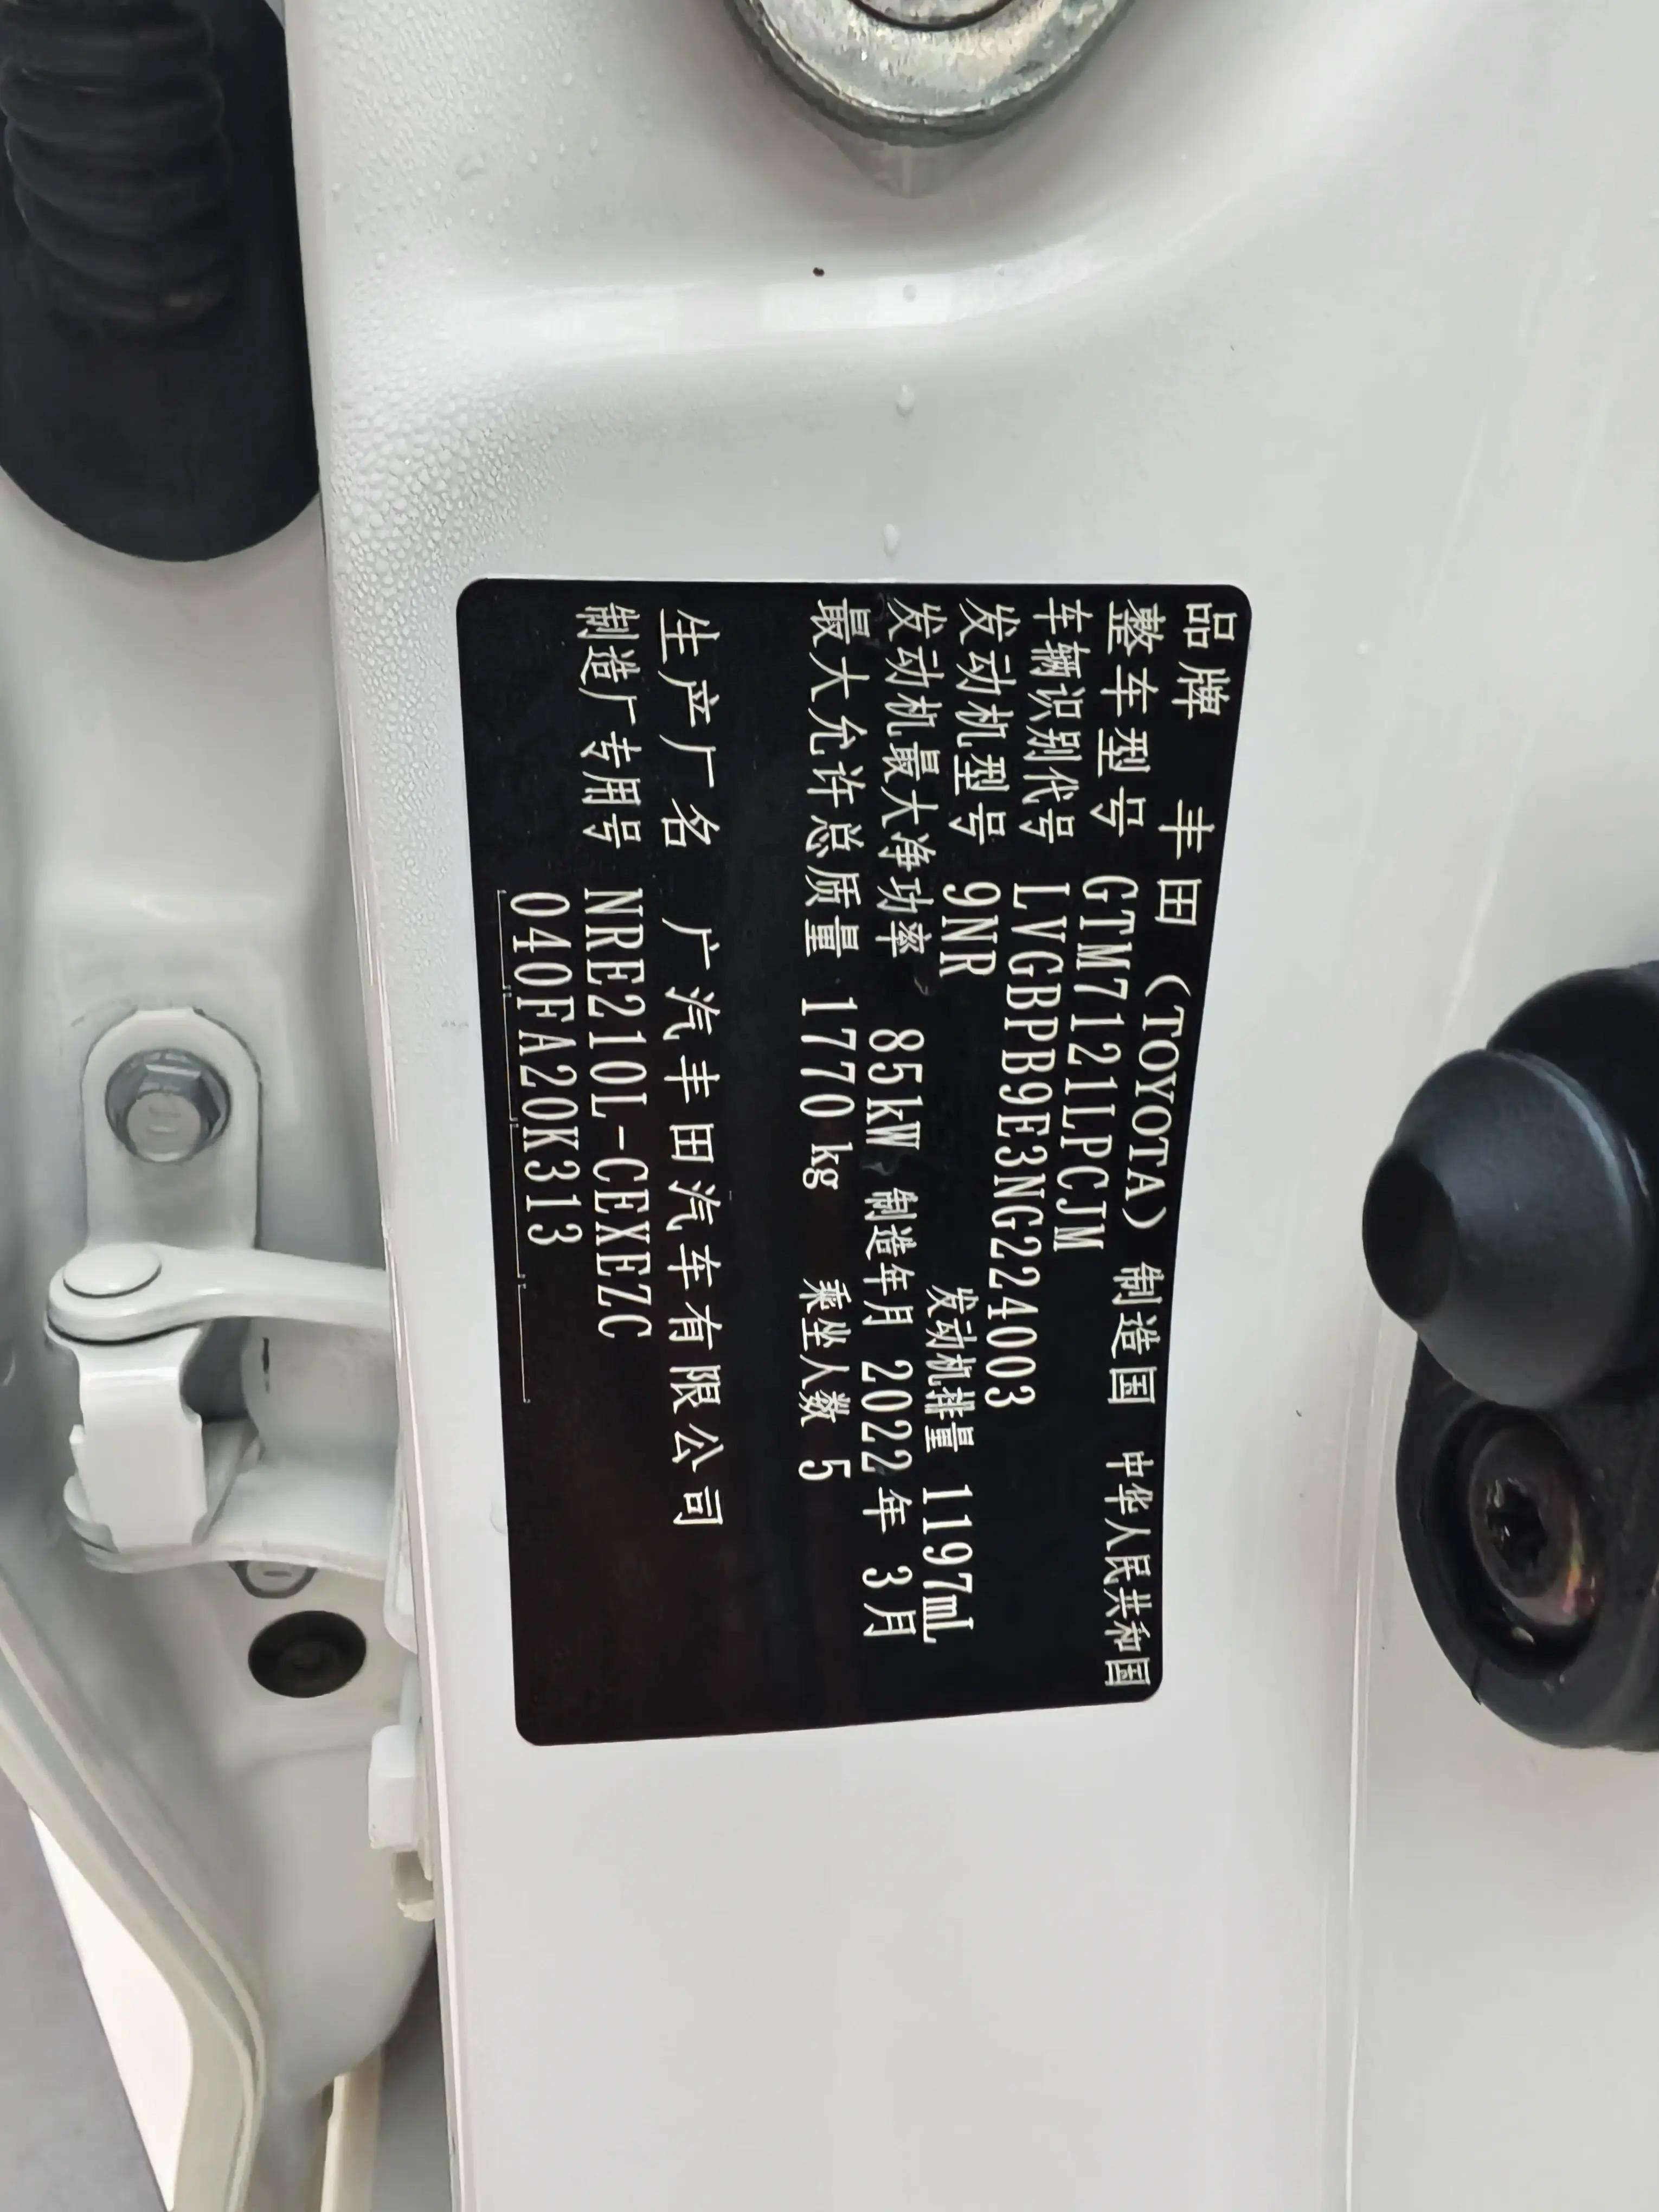 品牌 丰田 (TOYOTA) 制造国 中华人民共和国
整车型号 GTM7121LPCJM
车辆识别代号 LVGBPB9E3NG224003
发动机型号 9NR 发动机排量 1197mL
发动机最大净功率 85kW 制造年月 2022年 3月
最大允许总质量 1770kg 乘坐人数 5
生产厂名 广汽丰田汽车有限公司
制造厂专用号 NRE210L-CEXEZC
040FA20K313